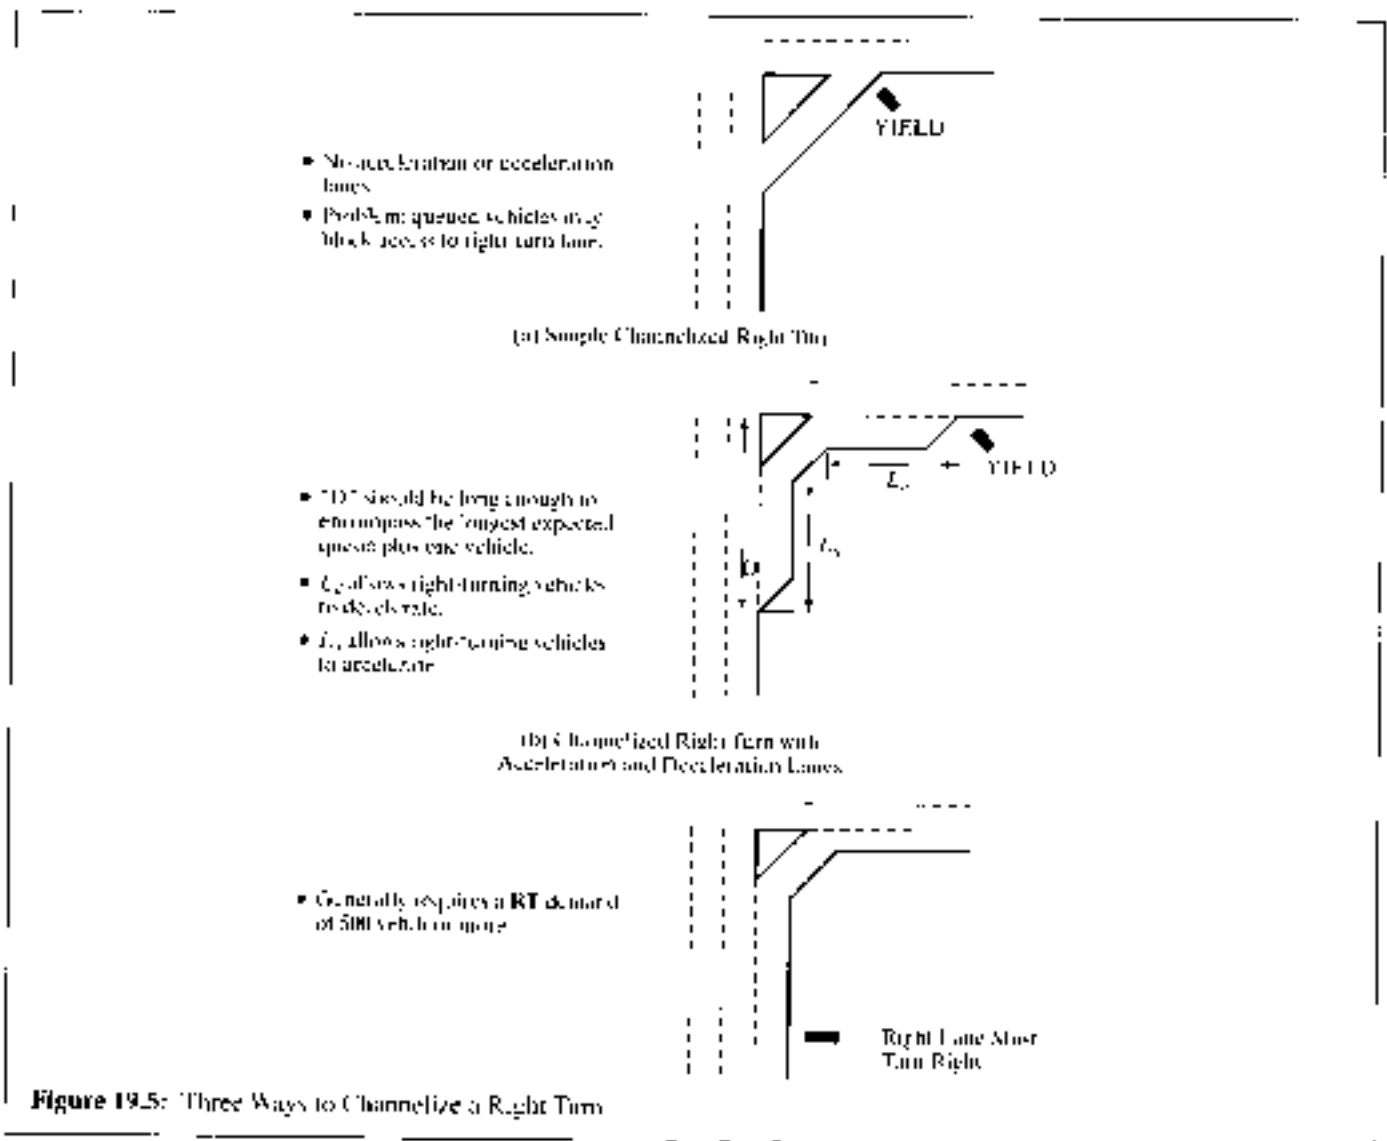 YIELD
• No acceleration or deceleration
lanes
• Problem: queued vehicles may
block access to right turn lane.
(a) Simple Channelized Right Turn
YIELD
L
• "D" should be long enough to
encompass the longest expected
queue plus one vehicle.
D
• L allows right-turning vehicles
to decelerate.
• L allows right-turning vehicles
to accelerate
(b) Channelized Right Turn with
Acceleration and Deceleration Lanes
• Generally requires a RT demand
of 500 veh/h or more
Right Lane Must
Turn Right
Figure 19.5: Three Ways to Channelize a Right Turn